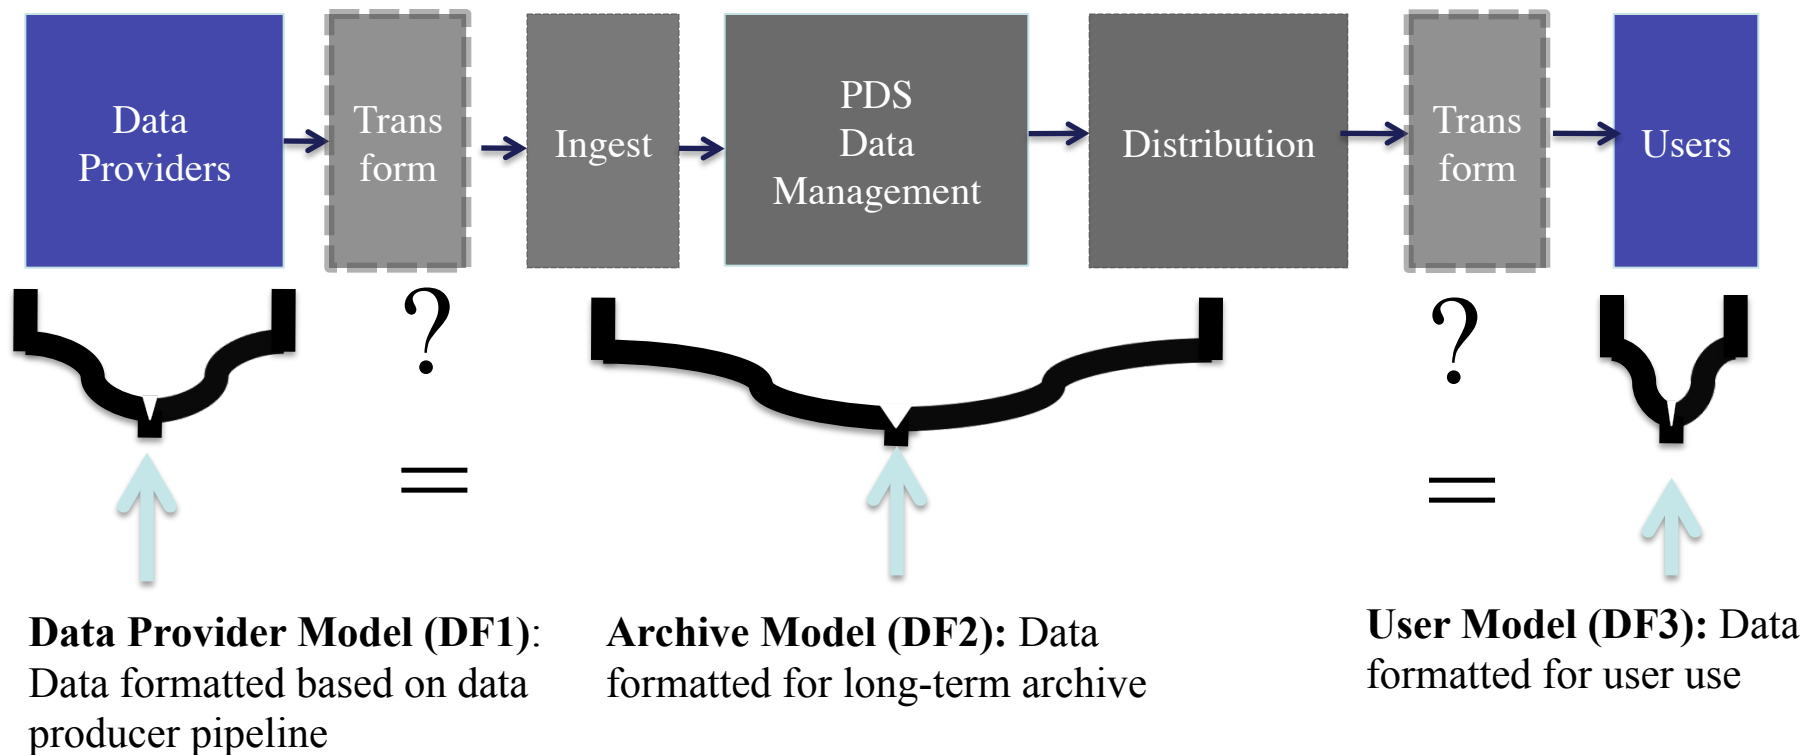 Data
Providers
Trans
form
Ingest
PDS
Data
Management
Distribution
Trans
form
Users
?
?
=
=
Data Provider Model (DF1):
Data formatted based on data
producer pipeline
Archive Model (DF2): Data
formatted for long-term archive
User Model (DF3): Data
formatted for user use